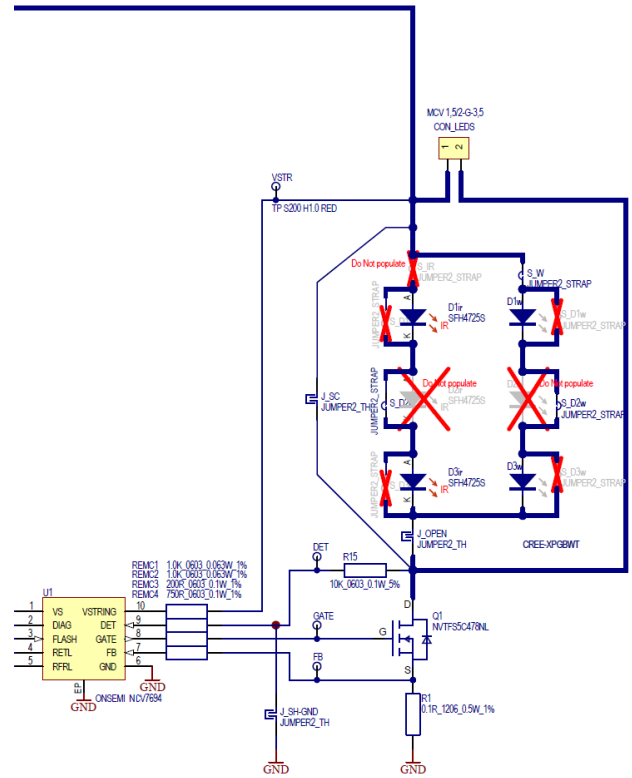 MCV 1,5/2-G-3,5
CON_LEDS
1 2
VSTR
TP S200 H1.0 RED
Do Not populate
S_IR
JUMPER2_STRAP
S_W
JUMPER2_STRAP
JUMPER2_STRAP
A
D1ir
SFH4725S
IR
K
D1w
S_D1w
JUMPER2_STRAP
J_SC
JUMPER2_TH
JUMPER2_STRAP
S_D2
Do Not populate
IR
Do Not populate
S_D2w
JUMPER2_STRAP
JUMPER2_STRAP
A
D3ir
SFH4725S
IR
K
D3w
S_D3w
JUMPER2_STRAP
J_OPEN
JUMPER2_TH
CREE-XPGBWT
DET
R15
10K_0603_0.1W_5%
REMC1 1.0K_0603_0.063W_1%
REMC2 1.0K_0603_0.063W_1%
REMC3 200R_0603_0.1W_1%
REMC4 750R_0603_0.1W_1%
U1
1 VS VSTRING 10
2 DIAG DET 9
3 FLASH GATE 8
4 RETL FB 7
5 RFRL GND 6
EP
GND
GND
ONSEMI NCV7694
GATE
D
G
S
Q1
NVTFS5C478NL
FB
R1
0.1R_1206_0.5W_1%
J_SH-GND
JUMPER2_TH
GND
GND